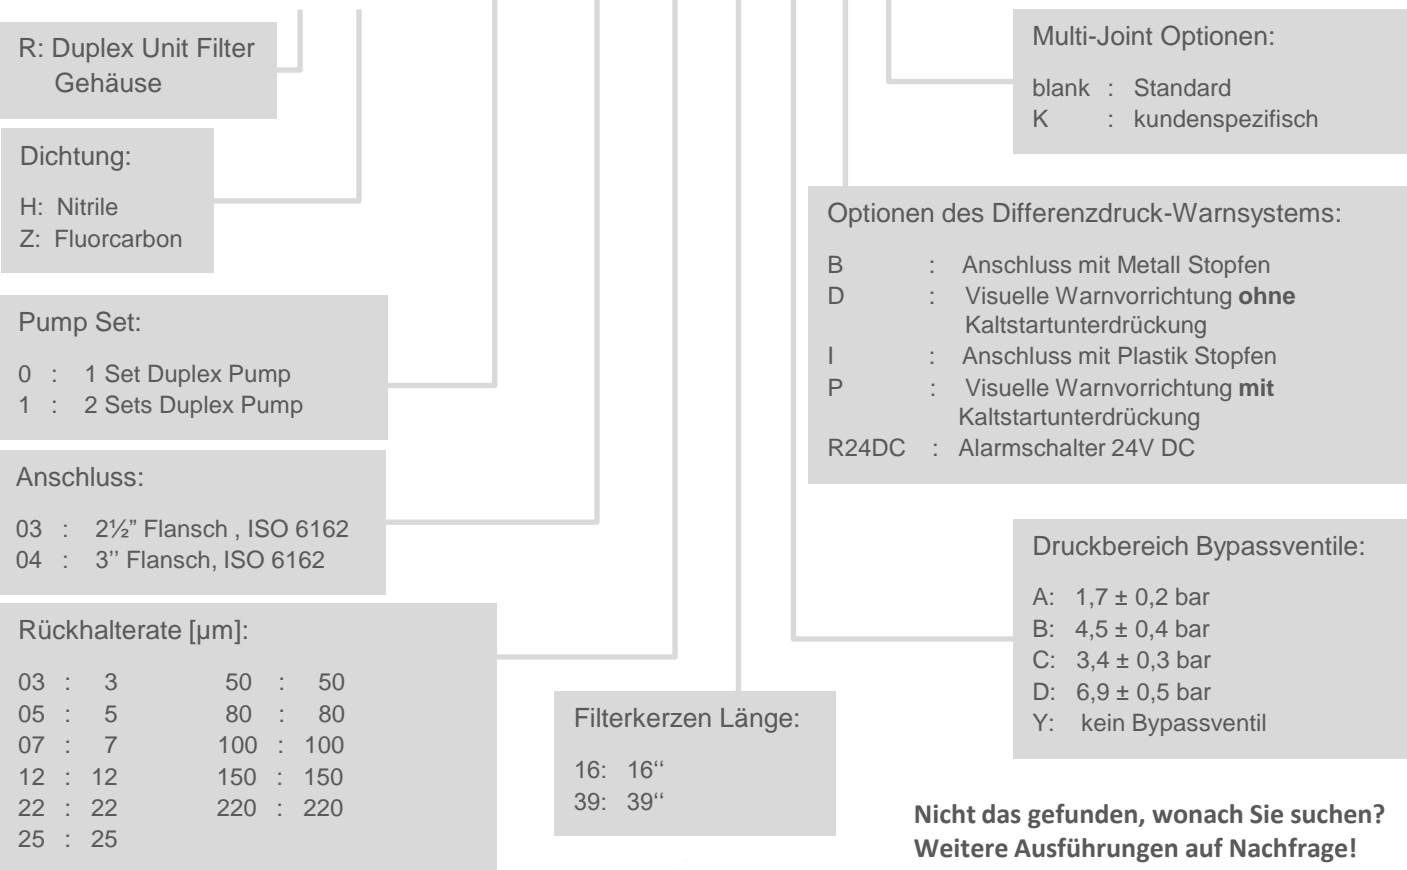 R: Duplex Unit Filter
Gehäuse
Dichtung:
H: Nitrile
Z: Fluorcarbon
Pump Set:
0 : 1 Set Duplex Pump
1 : 2 Sets Duplex Pump
Anschluss:
03 : 2½” Flansch , ISO 6162
04 : 3’’ Flansch, ISO 6162
Rückhalterate [µm]:
03 : 3 50 : 50
05 : 5 80 : 80
07 : 7 100 : 100
12 : 12 150 : 150
22 : 22 220 : 220
25 : 25
Filterkerzen Länge:
16: 16‘‘
39: 39‘‘
Multi-Joint Optionen:
blank : Standard
K : kundenspezifisch
Optionen des Differenzdruck-Warnsystems:
B : Anschluss mit Metall Stopfen
D : Visuelle Warnvorrichtung ohne
Kaltstartunterdrückung
I : Anschluss mit Plastik Stopfen
P : Visuelle Warnvorrichtung mit
Kaltstartunterdrückung
R24DC : Alarmschalter 24V DC
Druckbereich Bypassventile:
A: 1,7 ± 0,2 bar
B: 4,5 ± 0,4 bar
C: 3,4 ± 0,3 bar
D: 6,9 ± 0,5 bar
Y: kein Bypassventil
Nicht das gefunden, wonach Sie suchen?
Weitere Ausführungen auf Nachfrage!